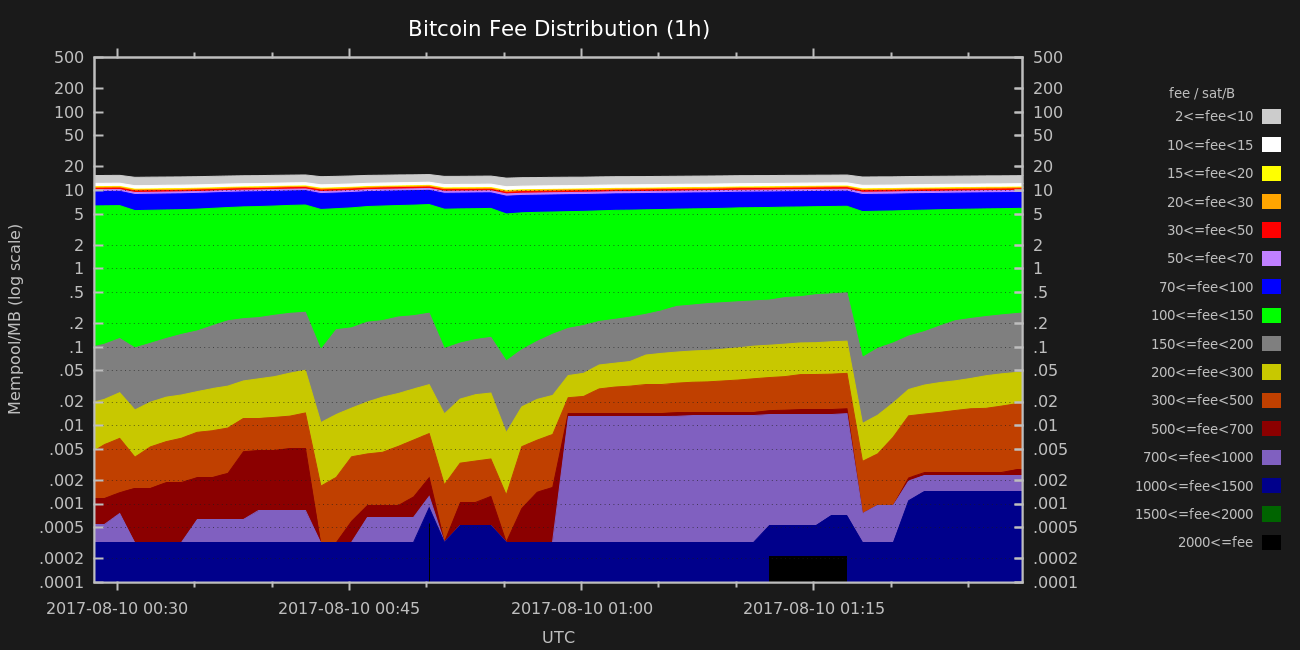 Bitcoin Fee Distribution (1h)
500 500
200 200
100 100
50 50
20 20
10 10
5 5
2 2
1 1
.5 .5
.2 .2
.1 .1
.05 .05
.02 .02
.01 .01
.005 .005
.002 .002
.001 .001
.0005 .0005
.0002 .0002
.0001 .0001
Mempool/MB (log scale)
2017-08-10 00:30 2017-08-10 00:45 2017-08-10 01:00 2017-08-10 01:15
UTC
fee / sat/B
2<=fee<10
10<=fee<15
15<=fee<20
20<=fee<30
30<=fee<50
50<=fee<70
70<=fee<100
100<=fee<150
150<=fee<200
200<=fee<300
300<=fee<500
500<=fee<700
700<=fee<1000
1000<=fee<1500
1500<=fee<2000
2000<=fee